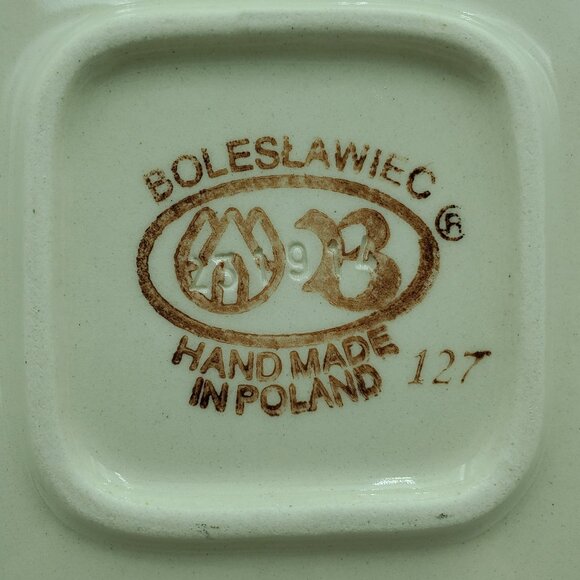 BOLESŁAWIEC
®
B
HAND MADE
IN POLAND
127